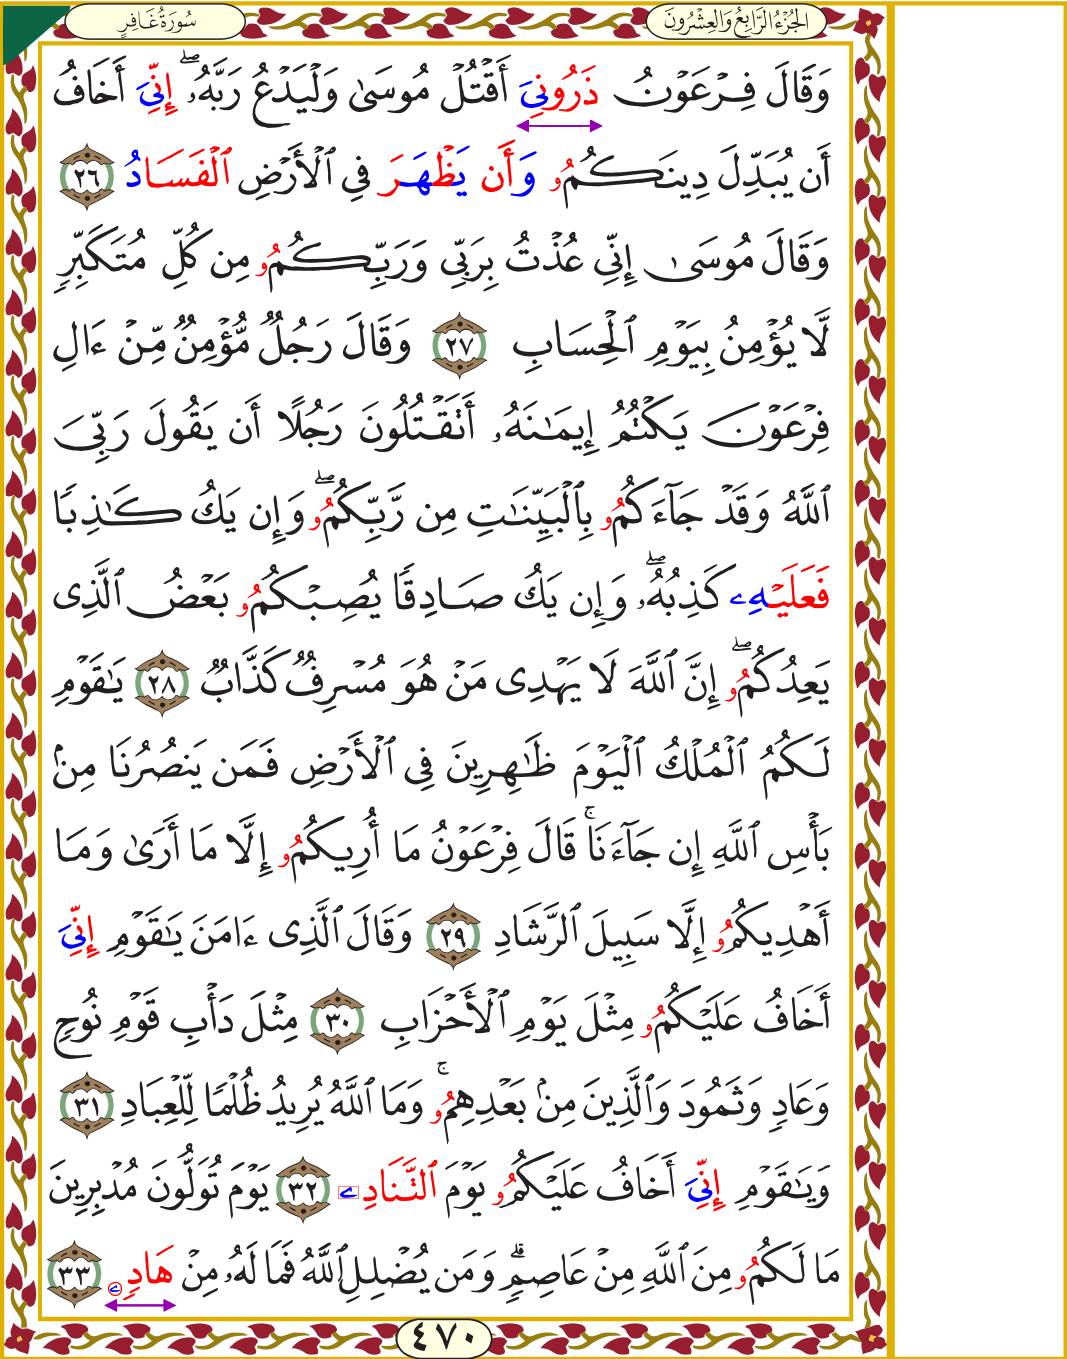 سُورَةُ غَافِرٍ
الجُزْءُ الرَّابِعُ وَالعِشْرُونَ
وَقَالَ فِرْعَوْنُ ذَرُونِيَ أَقْتُلْ مُوسَىٰ وَلْيَدْعُ رَبَّهُۥٓۖ إِنِّيَ أَخَافُ
أَن يُبَدِّلَ دِينَكُمُۥ وَأَن يَظْهَرَ فِي ٱلْأَرْضِ ٱلْفَسَادُ ٢٦
وَقَالَ مُوسَىٰ إِنِّي عُذْتُ بِرَبِّي وَرَبِّكُمُۥ مِن كُلِّ مُتَكَبِّرٍ
لَّا يُؤْمِنُ بِيَوْمِ ٱلْحِسَابِ ٢٧ وَقَالَ رَجُلٌ مُّؤْمِنٌ مِّنْ ءَالِ
فِرْعَوْنَ يَكْتُمُ إِيمَٰنَهُۥ أَتَقْتُلُونَ رَجُلًا أَن يَقُولَ رَبِّيَ
ٱللَّهُ وَقَدْ جَآءَكُمُۥ بِٱلْبَيِّنَٰتِ مِن رَّبِّكُمُۥۖ وَإِن يَكُ كَٰذِبًا
فَعَلَيْهِۦ كَذِبُهُۥۖ وَإِن يَكُ صَادِقًا يُصِبْكُمُۥ بَعْضُ ٱلَّذِي
يَعِدُكُمُۥۖ إِنَّ ٱللَّهَ لَا يَهْدِي مَنْ هُوَ مُسْرِفٌ كَذَّابٌ ٢٨ يَٰقَوْمِ
لَكُمُ ٱلْمُلْكُ ٱلْيَوْمَ ظَٰهِرِينَ فِي ٱلْأَرْضِ فَمَن يَنصُرُنَا مِنۢ
بَأْسِ ٱللَّهِ إِن جَآءَنَاۚ قَالَ فِرْعَوْنُ مَا أُرِيكُمُۥ إِلَّا مَا أَرَىٰ وَمَا
أَهْدِيكُمُۥ إِلَّا سَبِيلَ ٱلرَّشَادِ ٢٩ وَقَالَ ٱلَّذِي ءَامَنَ يَٰقَوْمِ إِنِّيَ
أَخَافُ عَلَيْكُمُۥ مِثْلَ يَوْمِ ٱلْأَحْزَابِ ٣٠ مِثْلَ دَأْبِ قَوْمِ نُوحٍ
وَعَادٍ وَثَمُودَ وَٱلَّذِينَ مِنۢ بَعْدِهِمُۥۚ وَمَا ٱللَّهُ يُرِيدُ ظُلْمًا لِّلْعِبَادِ ٣١
وَيَٰقَوْمِ إِنِّيَ أَخَافُ عَلَيْكُمُۥ يَوْمَ ٱلتَّنَادِۦ ٣٢ يَوْمَ تُوَلُّونَ مُدْبِرِينَ
مَا لَكُمُۥ مِنَ ٱللَّهِ مِنْ عَاصِمٍۗ وَمَن يُضْلِلِ ٱللَّهُ فَمَا لَهُۥ مِنْ هَادٍۦ ٣٣
٤٧٠